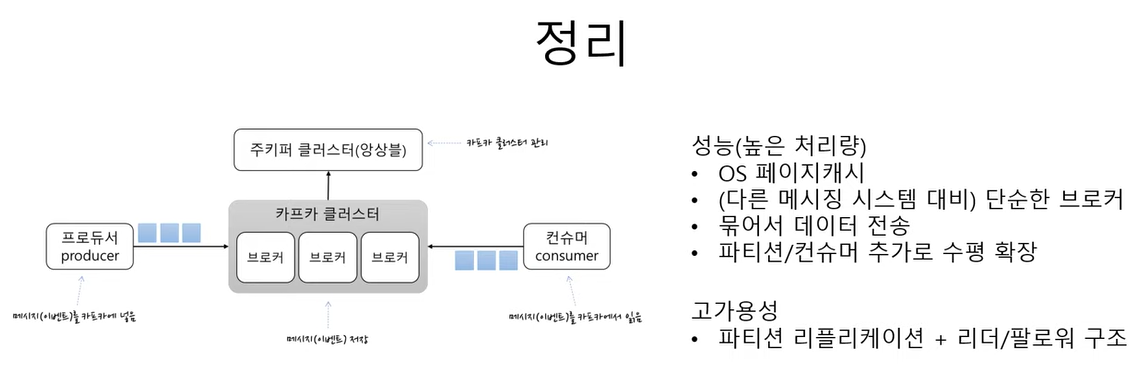 정리
주키퍼 클러스터(앙상블)
카프카 클러스터 관리
카프카 클러스터
브로커
브로커
브로커
프로듀서
producer
컨슈머
consumer
메시지(이벤트)를 카프카에 넣음
메시지(이벤트) 저장
메시지(이벤트)를 카프카에서 읽음
성능(높은 처리량)
• OS 페이지캐시
• (다른 메시징 시스템 대비) 단순한 브로커
• 묶어서 데이터 전송
• 파티션/컨슈머 추가로 수평 확장
고가용성
• 파티션 리플리케이션 + 리더/팔로워 구조